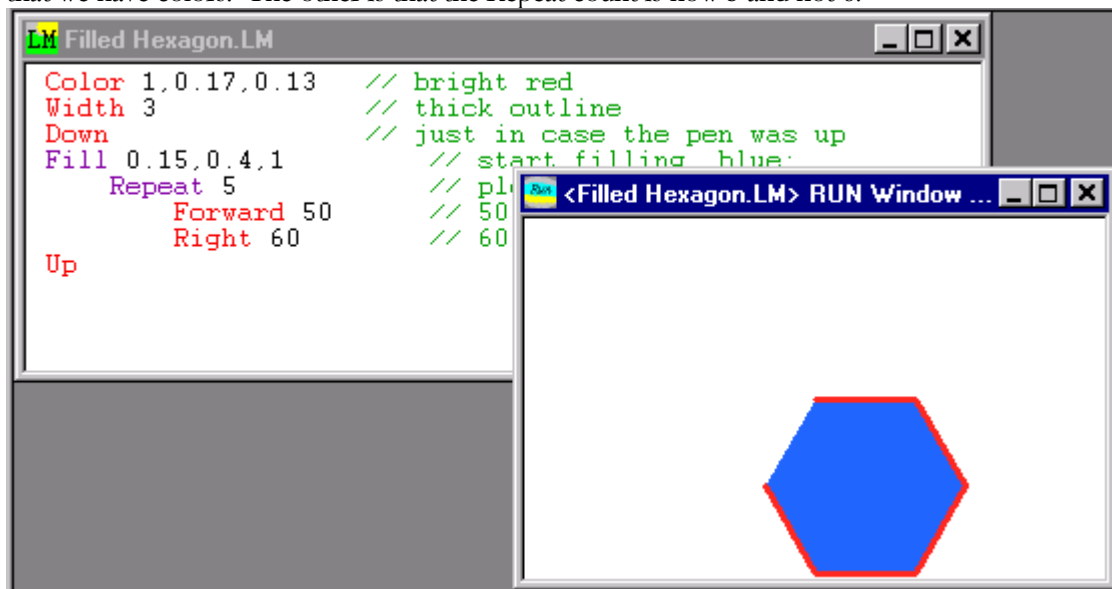 that we have colors. The other is that the Repeat count is now 5 and not 6.
LM Filled Hexagon.LM
Color 1,0.17,0.13 // bright red
Width 3 // thick outline
Down // just in case the pen was up
Fill 0.15,0.4,1 // start filling blue:
Repeat 5 //
Forward 50 // 50
Right 60 // 60
Up
Run <Filled Hexagon.LM> RUN Window ...